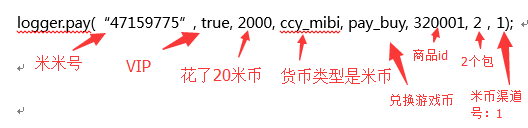 logger.pay(“47159775”, true, 2000, ccy_mibi, pay_buy, 320001, 2 , 1);
米米号
VIP
花了20米币
货币类型是米币
兑换游戏币
商品id
2个包
米币渠道
号：1